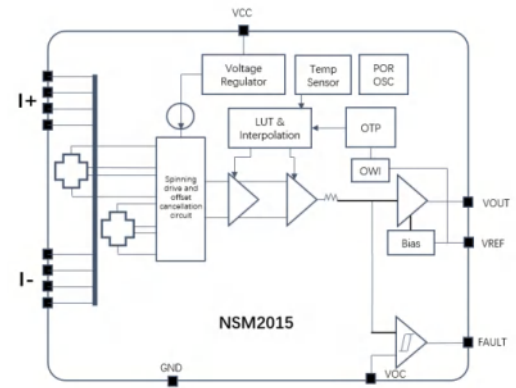 VCC
Voltage
Regulator
Temp
Sensor
POR
OSC
I+
LUT &
Interpolation
OTP
OWI
Spinning
drive and
offset
cancellation
circuit
VOUT
Bias
VREF
I-
NSM2015
FAULT
GND
VOC